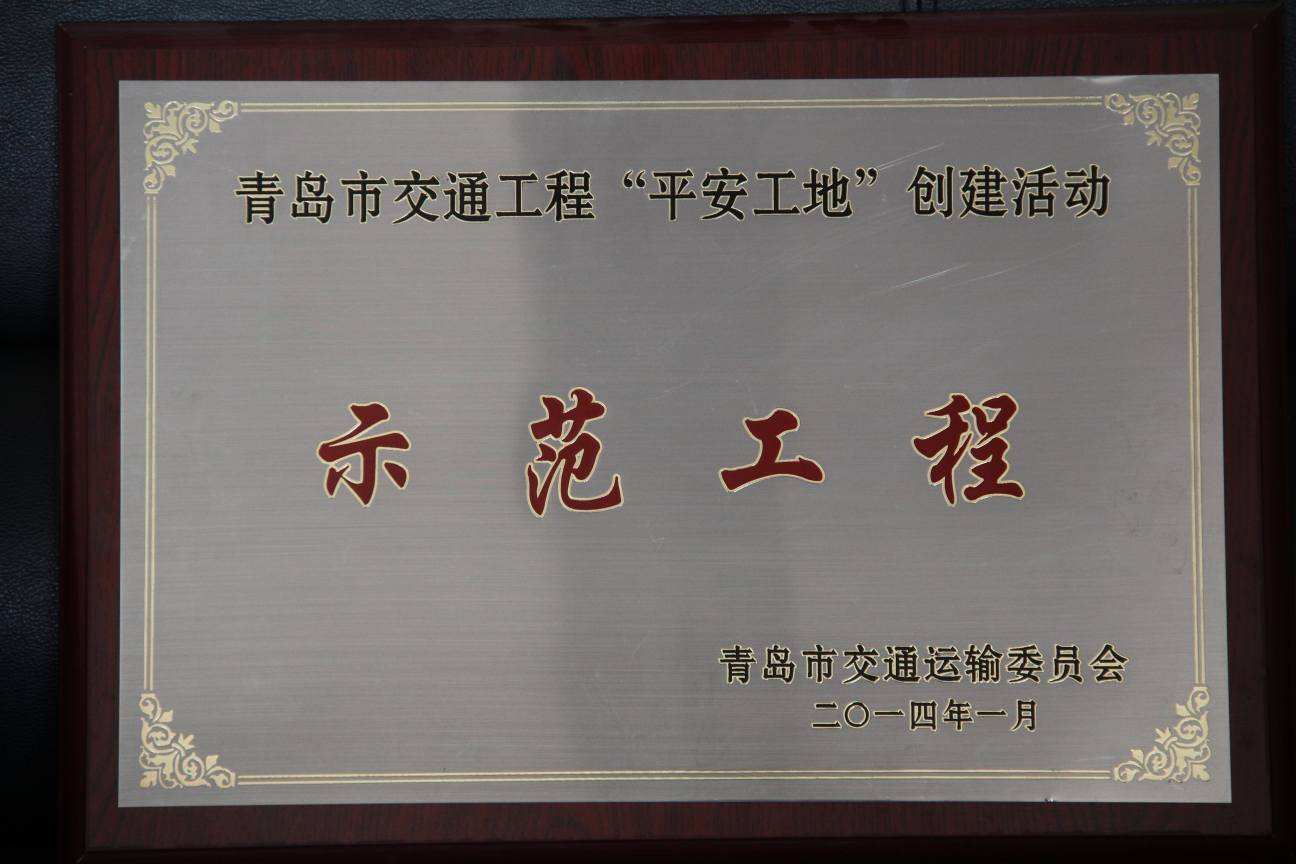 青岛市交通工程“平安工地”创建活动
示范工程
青岛市交通运输委员会
二〇一四年一月